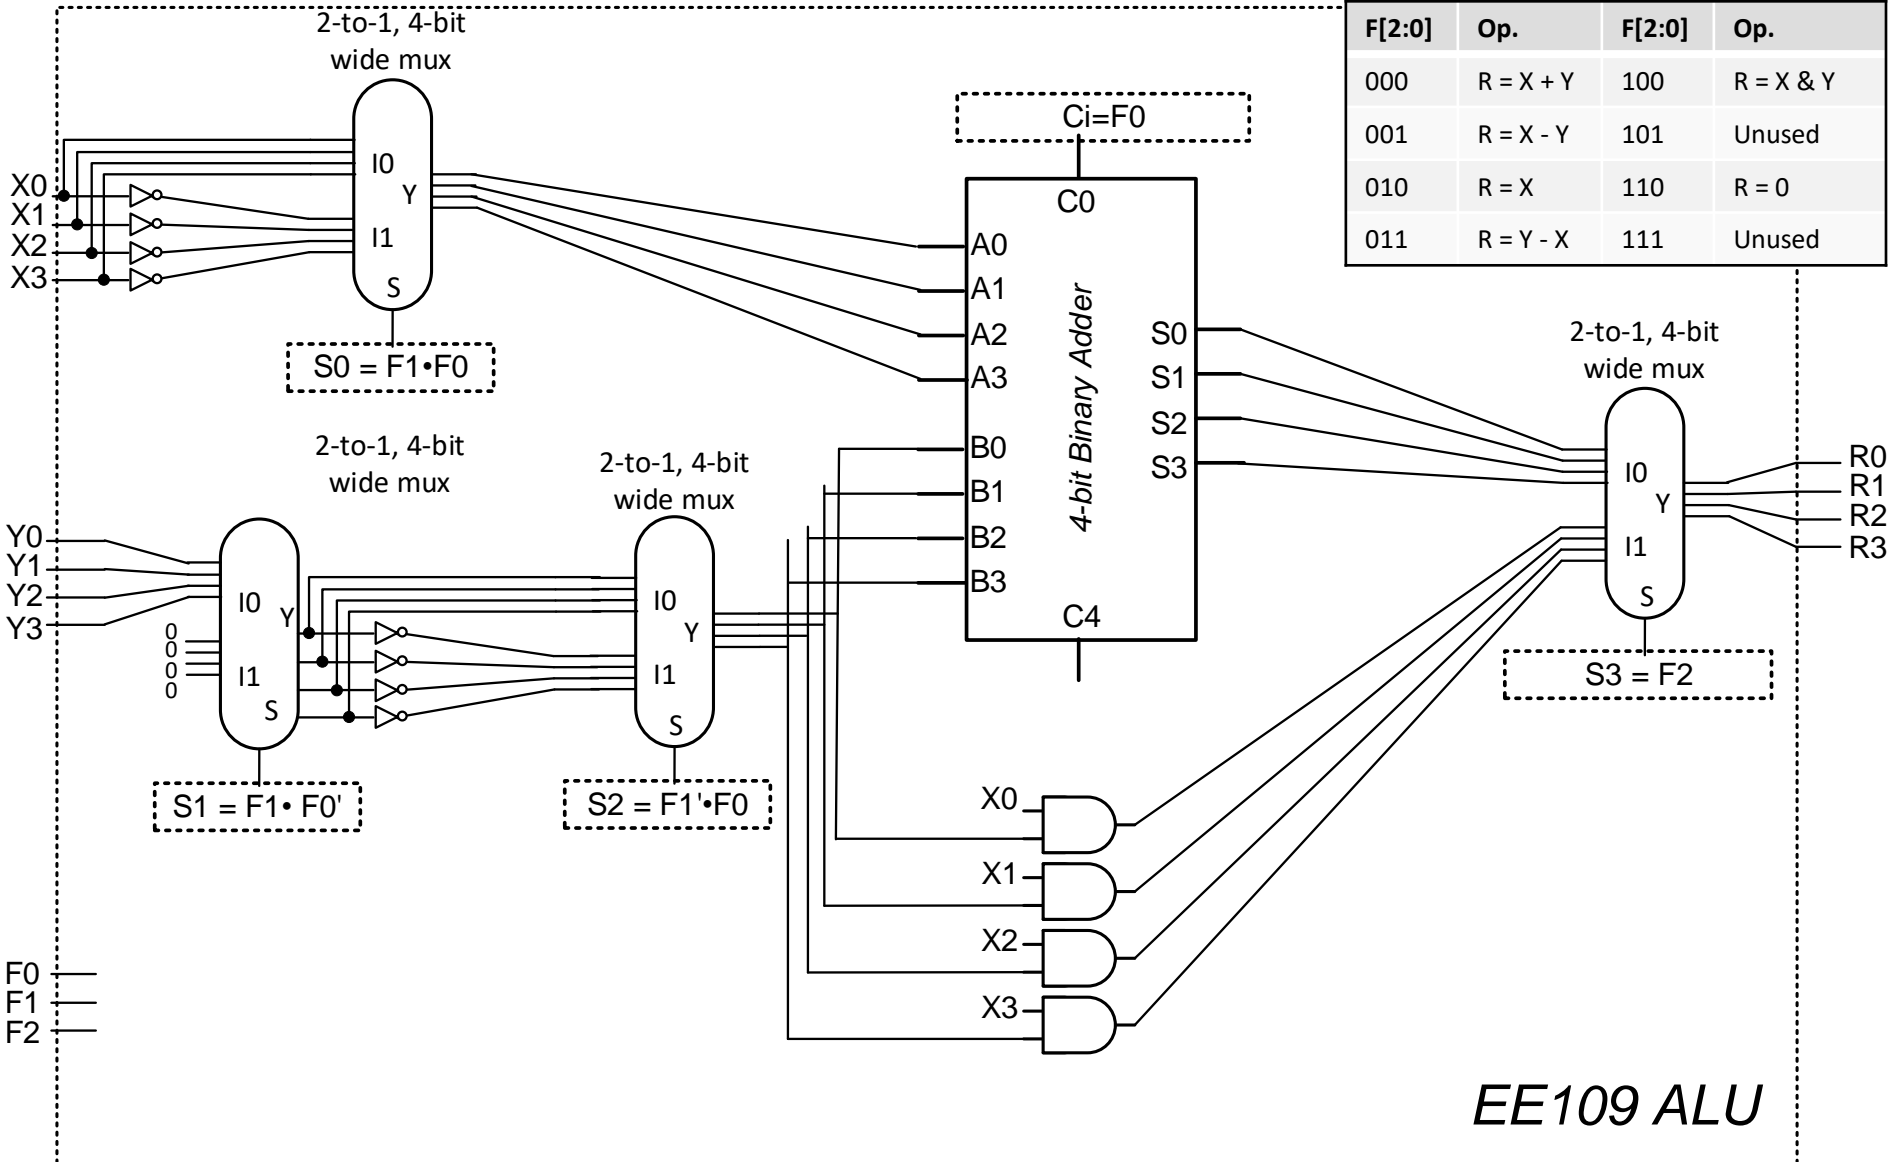 2-to-1, 4-bit
wide mux
F[2:0] Op. F[2:0] Op.
000 R = X + Y 100 R = X & Y
001 R = X - Y 101 Unused
010 R = X 110 R = 0
011 R = Y - X 111 Unused
Ci=F0
X0
X1
X2
X3
I0
Y
I1
S
S0 = F1•F0
C0
A0
A1
A2
A3
B0
B1
B2
B3
4-bit Binary Adder
S0
S1
S2
S3
C4
2-to-1, 4-bit
wide mux
I0
Y
I1
S
S3 = F2
R0
R1
R2
R3
2-to-1, 4-bit
wide mux
2-to-1, 4-bit
wide mux
Y0
Y1
Y2
Y3
0
0
0
0
I0
Y
I1
S
S1 = F1• F0'
I0
Y
I1
S
S2 = F1'•F0
X0
X1
X2
X3
F0
F1
F2
EE109 ALU